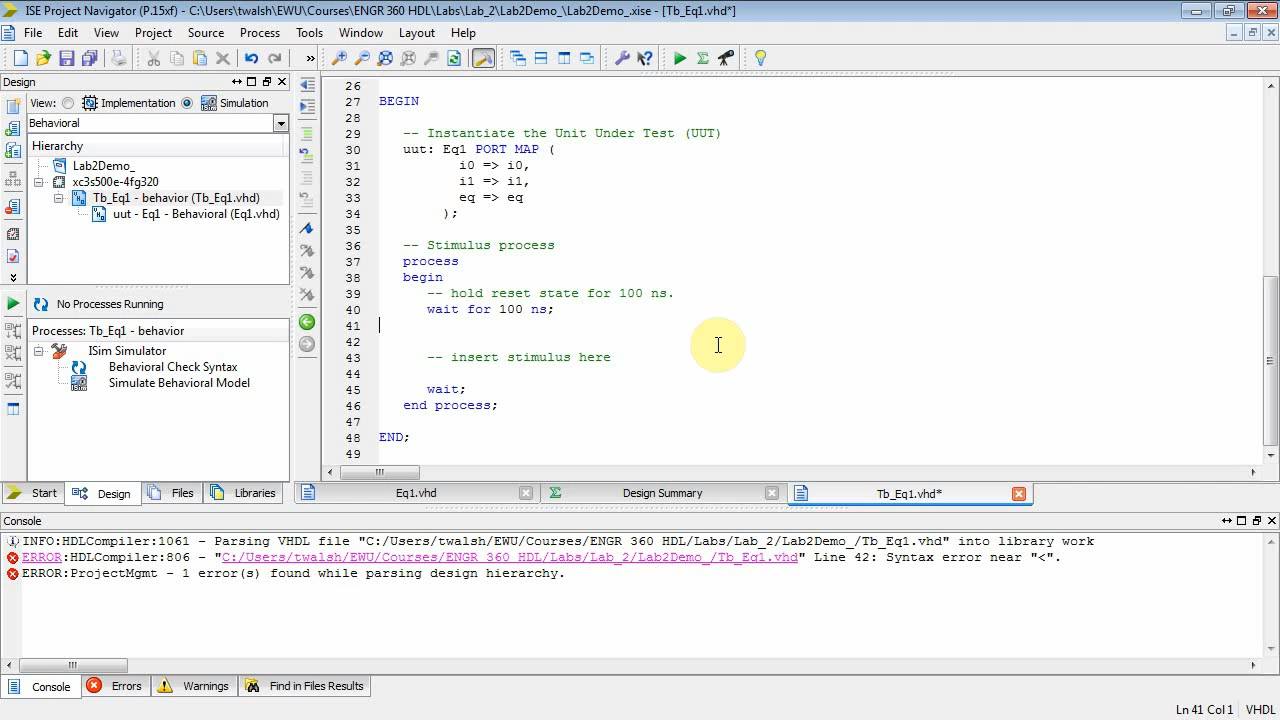 ISE Project Navigator (P.15xf) - C:\Users\twalsh\EWU\Courses\ENGR 360 HDL\Labs\Lab_2\Lab2Demo_\Lab2Demo_.xise - [Tb_Eq1.vhd*]
File Edit View Project Source Process Tools Window Layout Help
»
Design
View: Implementation Simulation
Behavioral
Hierarchy
Lab2Demo_
xc3s500e-4fg320
Tb_Eq1 - behavior (Tb_Eq1.vhd)
uut - Eq1 - Behavioral (Eq1.vhd)
No Processes Running
Processes: Tb_Eq1 - behavior
ISim Simulator
Behavioral Check Syntax
Simulate Behavioral Model
Start Design Files Libraries
26
27 BEGIN
28
29 -- Instantiate the Unit Under Test (UUT)
30 uut: Eq1 PORT MAP (
31 i0 => i0,
32 i1 => i1,
33 eq => eq
34 );
35
36 -- Stimulus process
37 process
38 begin
39 -- hold reset state for 100 ns.
40 wait for 100 ns;
41
42
43 -- insert stimulus here
44
45 wait;
46 end process;
47
48 END;
49
Eq1.vhd Design Summary Tb_Eq1.vhd*
Console
INFO:HDLCompiler:1061 - Parsing VHDL file "C:/Users/twalsh/EWU/Courses/ENGR 360 HDL/Labs/Lab_2/Lab2Demo_/Tb_Eq1.vhd" into library work
ERROR:HDLCompiler:806 - "C:/Users/twalsh/EWU/Courses/ENGR 360 HDL/Labs/Lab_2/Lab2Demo_/Tb_Eq1.vhd" Line 42: Syntax error near "<".
ERROR:ProjectMgmt - 1 error(s) found while parsing design hierarchy.
Console Errors Warnings Find in Files Results
Ln 41 Col 1 VHDL